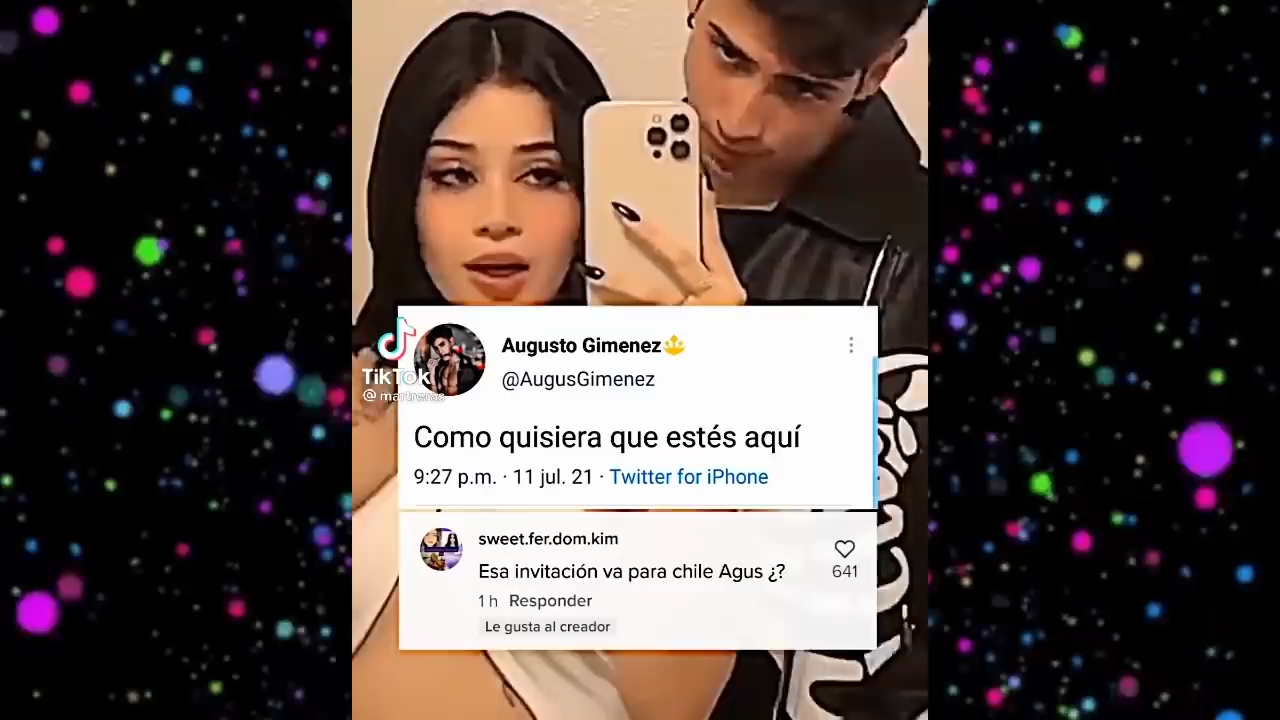 Augusto Gimenez
@AugusGimenez
TikTok
Como quisiera que estés aquí
9:27 p.m. · 11 jul. 21 · Twitter for iPhone
sweet.fer.dom.kim
Esa invitación va para chile Agus ¿?
641
1 h Responder
Le gusta al creador